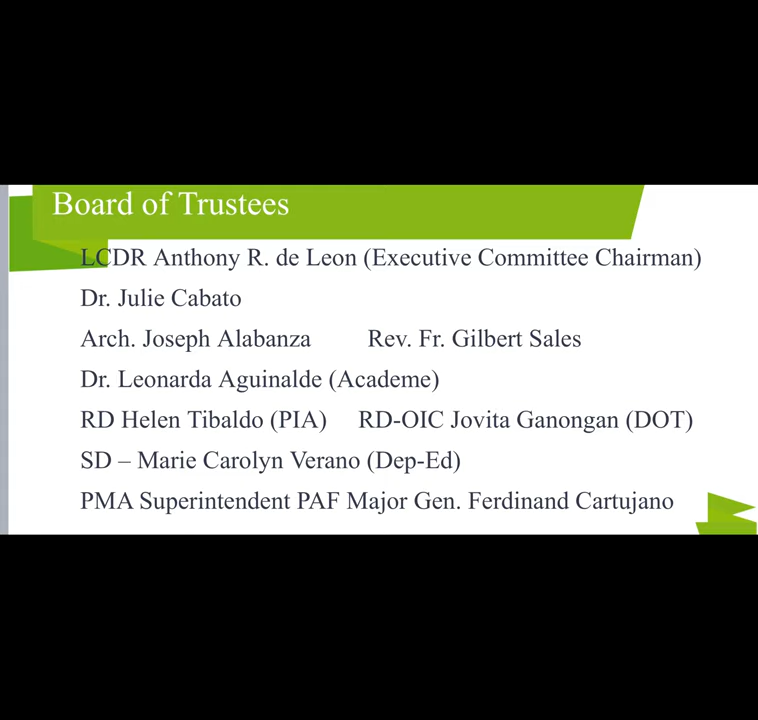 Board of Trustees
LCDR Anthony R. de Leon (Executive Committee Chairman)
Dr. Julie Cabato
Arch. Joseph Alabanza Rev. Fr. Gilbert Sales
Dr. Leonarda Aguinalde (Academe)
RD Helen Tibaldo (PIA) RD-OIC Jovita Ganongan (DOT)
SD – Marie Carolyn Verano (Dep-Ed)
PMA Superintendent PAF Major Gen. Ferdinand Cartujano